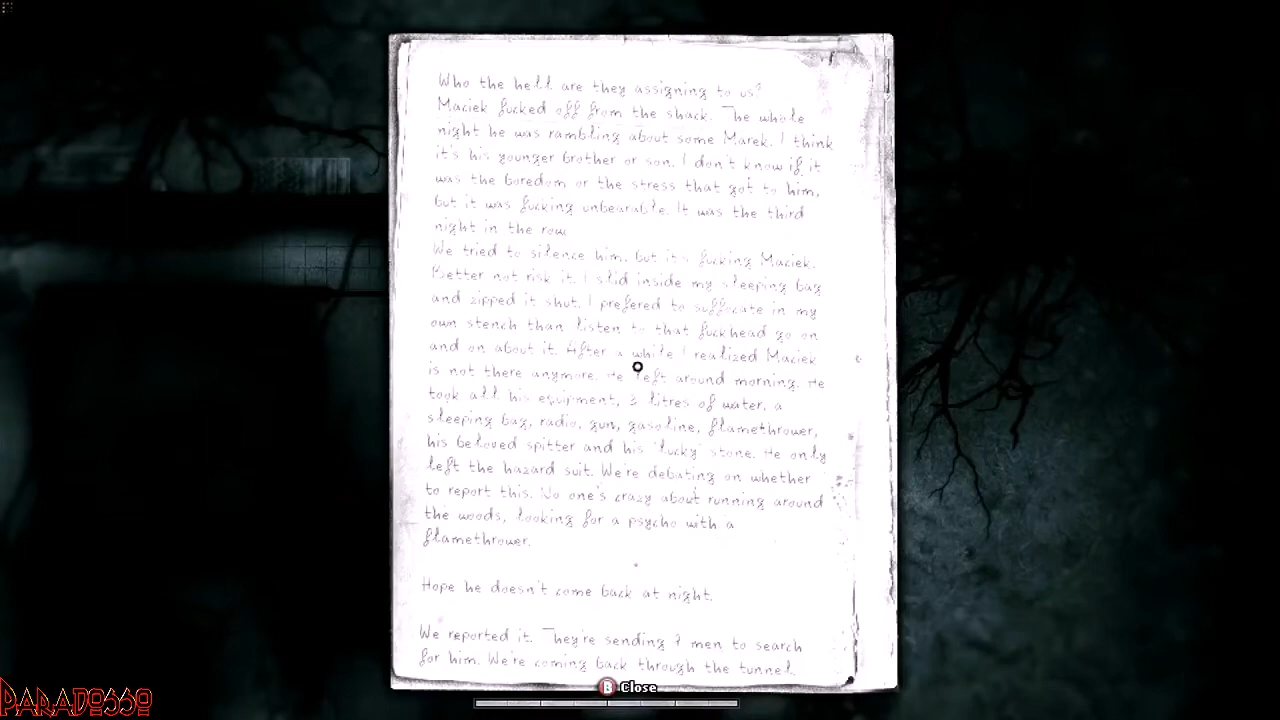 Who the hell are they assigning to us?
Maciek fucked off from the shack. The whole
night he was rambling about some Marek. I think
it's his younger brother or son. I don't know if it
was the boredom or the stress that got to him,
but it was fucking unbearable. It was the third
night in the row.
We tried to silence him, but it's fucking Maciek.
Better not risk it. I slid inside my sleeping bag
and zipped it shut. I prefered to suffocate in my
own stench than listen to that fuckhead go on
and on about it. After a while I realized Maciek
is not there anymore. He left around morning. He
took all his equipment, 3 litres of water, a
sleeping bag, radio, gun, gasoline, flamethrower,
his beloved spitter and his 'lucky' stone. He only
left the hazard suit. We're debating on whether
to report this. No one's crazy about running around
the woods, looking for a psycho with a
flamethrower.
Hope he doesn't come back at night.
We reported it. They're sending 7 men to search
for him. We're coming back through the tunnel.
B Close
PARADOSSO